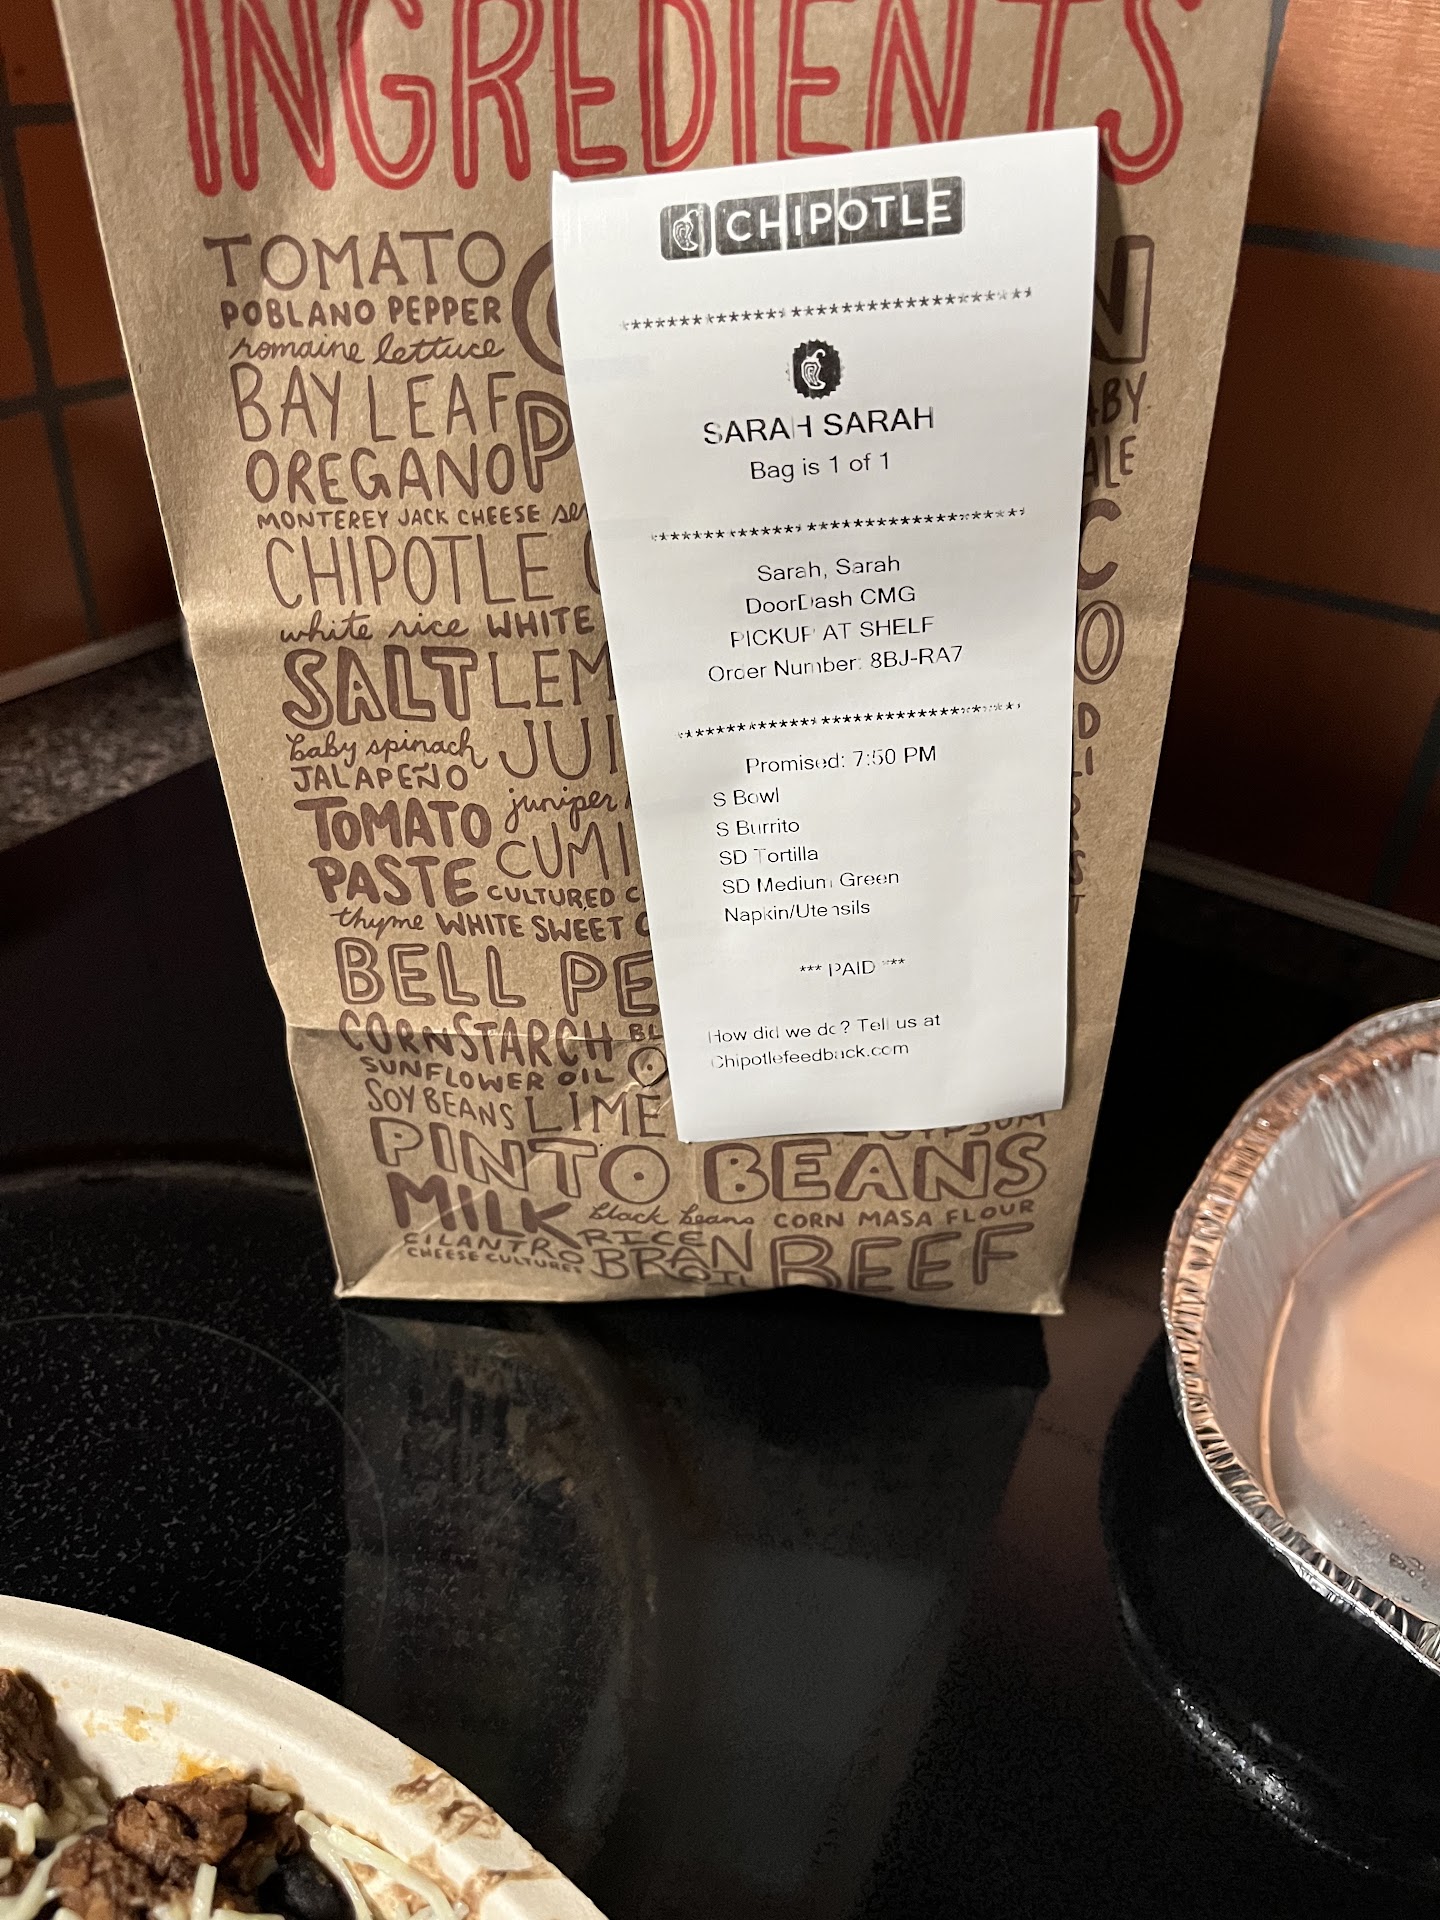 INGREDIENTS
TOMATO
POBLANO PEPPER
romaine lettuce
BAY LEAF
OREGANO
MONTEREY JACK CHEESE
CHIPOTLE
white rice WHITE
SALT
baby spinach
JALAPEÑO
TOMATO
PASTE
juniper
CULTURED
thyme WHITE SWEET
BELL
CORNSTARCH
SUNFLOWER OIL
SOY BEANS LIME
PINTO BEANS
MILK black beans CORN MASA FLOUR
CILANTRO RICE
CHEESE CULTURES BRAN
OIL
BEEF
CHIPOTLE
***********************************
SARAH SARAH
Bag is 1 of 1
***********************************
Sarah, Sarah
DoorDash CMG
PICKUP AT SHELF
Order Number: 8BJ-RA7
***********************************
Promised: 7:50 PM
S Bowl
S Burrito
SD Tortilla
SD Medium Green
Napkin/Utensils
*** PAID ***
How did we do? Tell us at
Chipotlefeedback.com